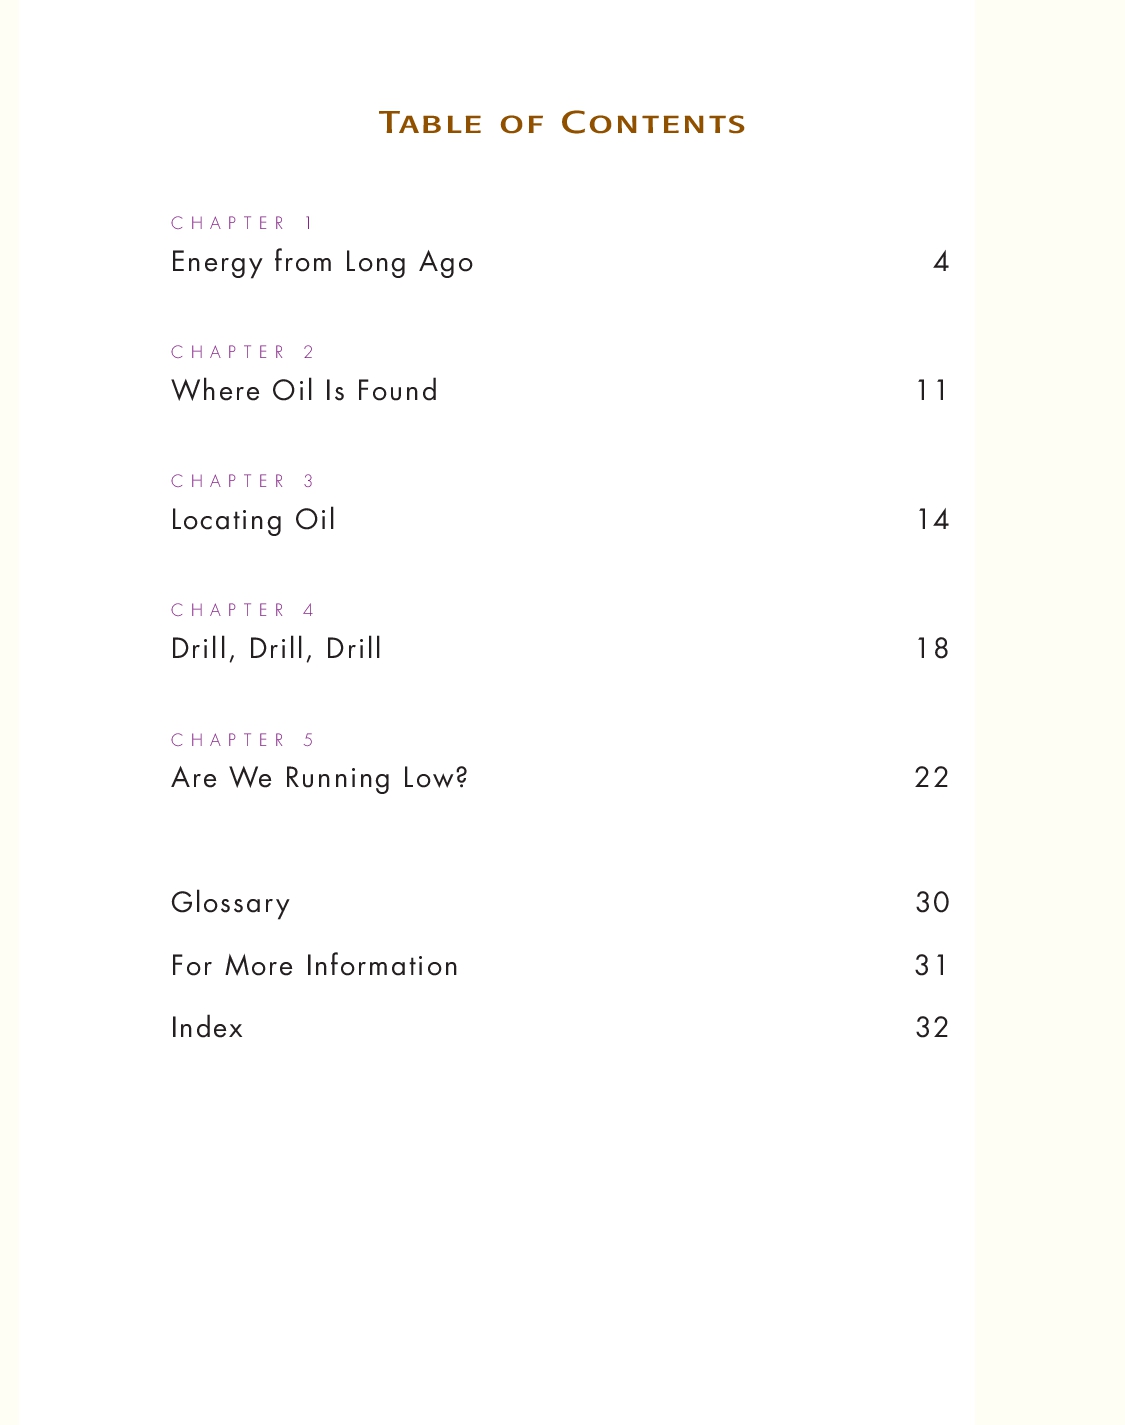 TABLE OF CONTENTS
CHAPTER 1
Energy from Long Ago 4
CHAPTER 2
Where Oil Is Found 11
CHAPTER 3
Locating Oil 14
CHAPTER 4
Drill, Drill, Drill 18
CHAPTER 5
Are We Running Low? 22
Glossary 30
For More Information 31
Index 32